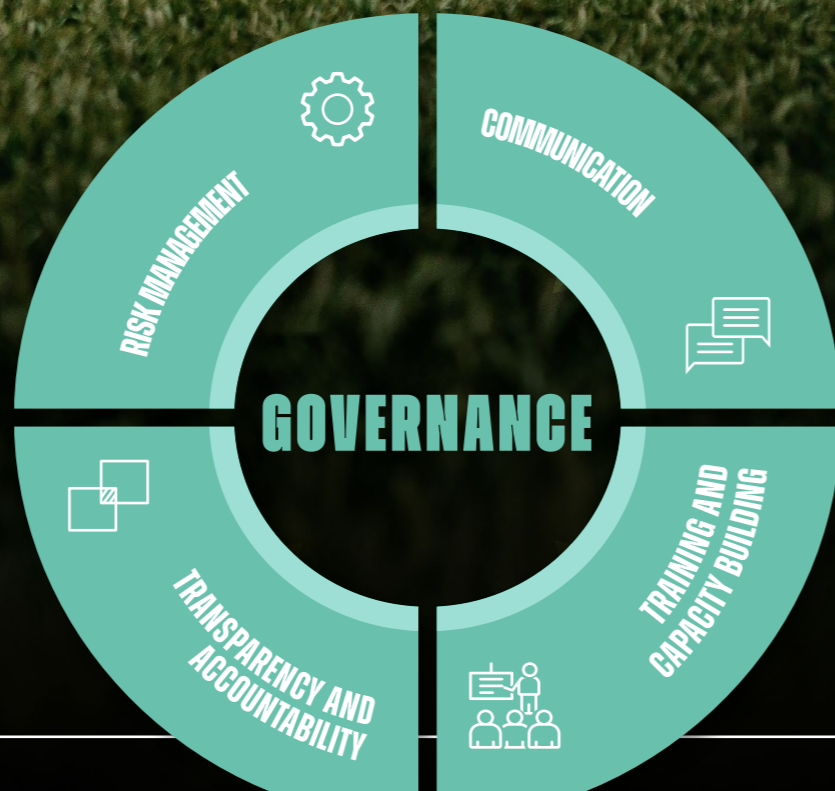 RISK MANAGEMENT
COMMUNICATION
GOVERNANCE
TRAINING AND
CAPACITY BUILDING
TRANSPARENCY AND
ACCOUNTABILITY